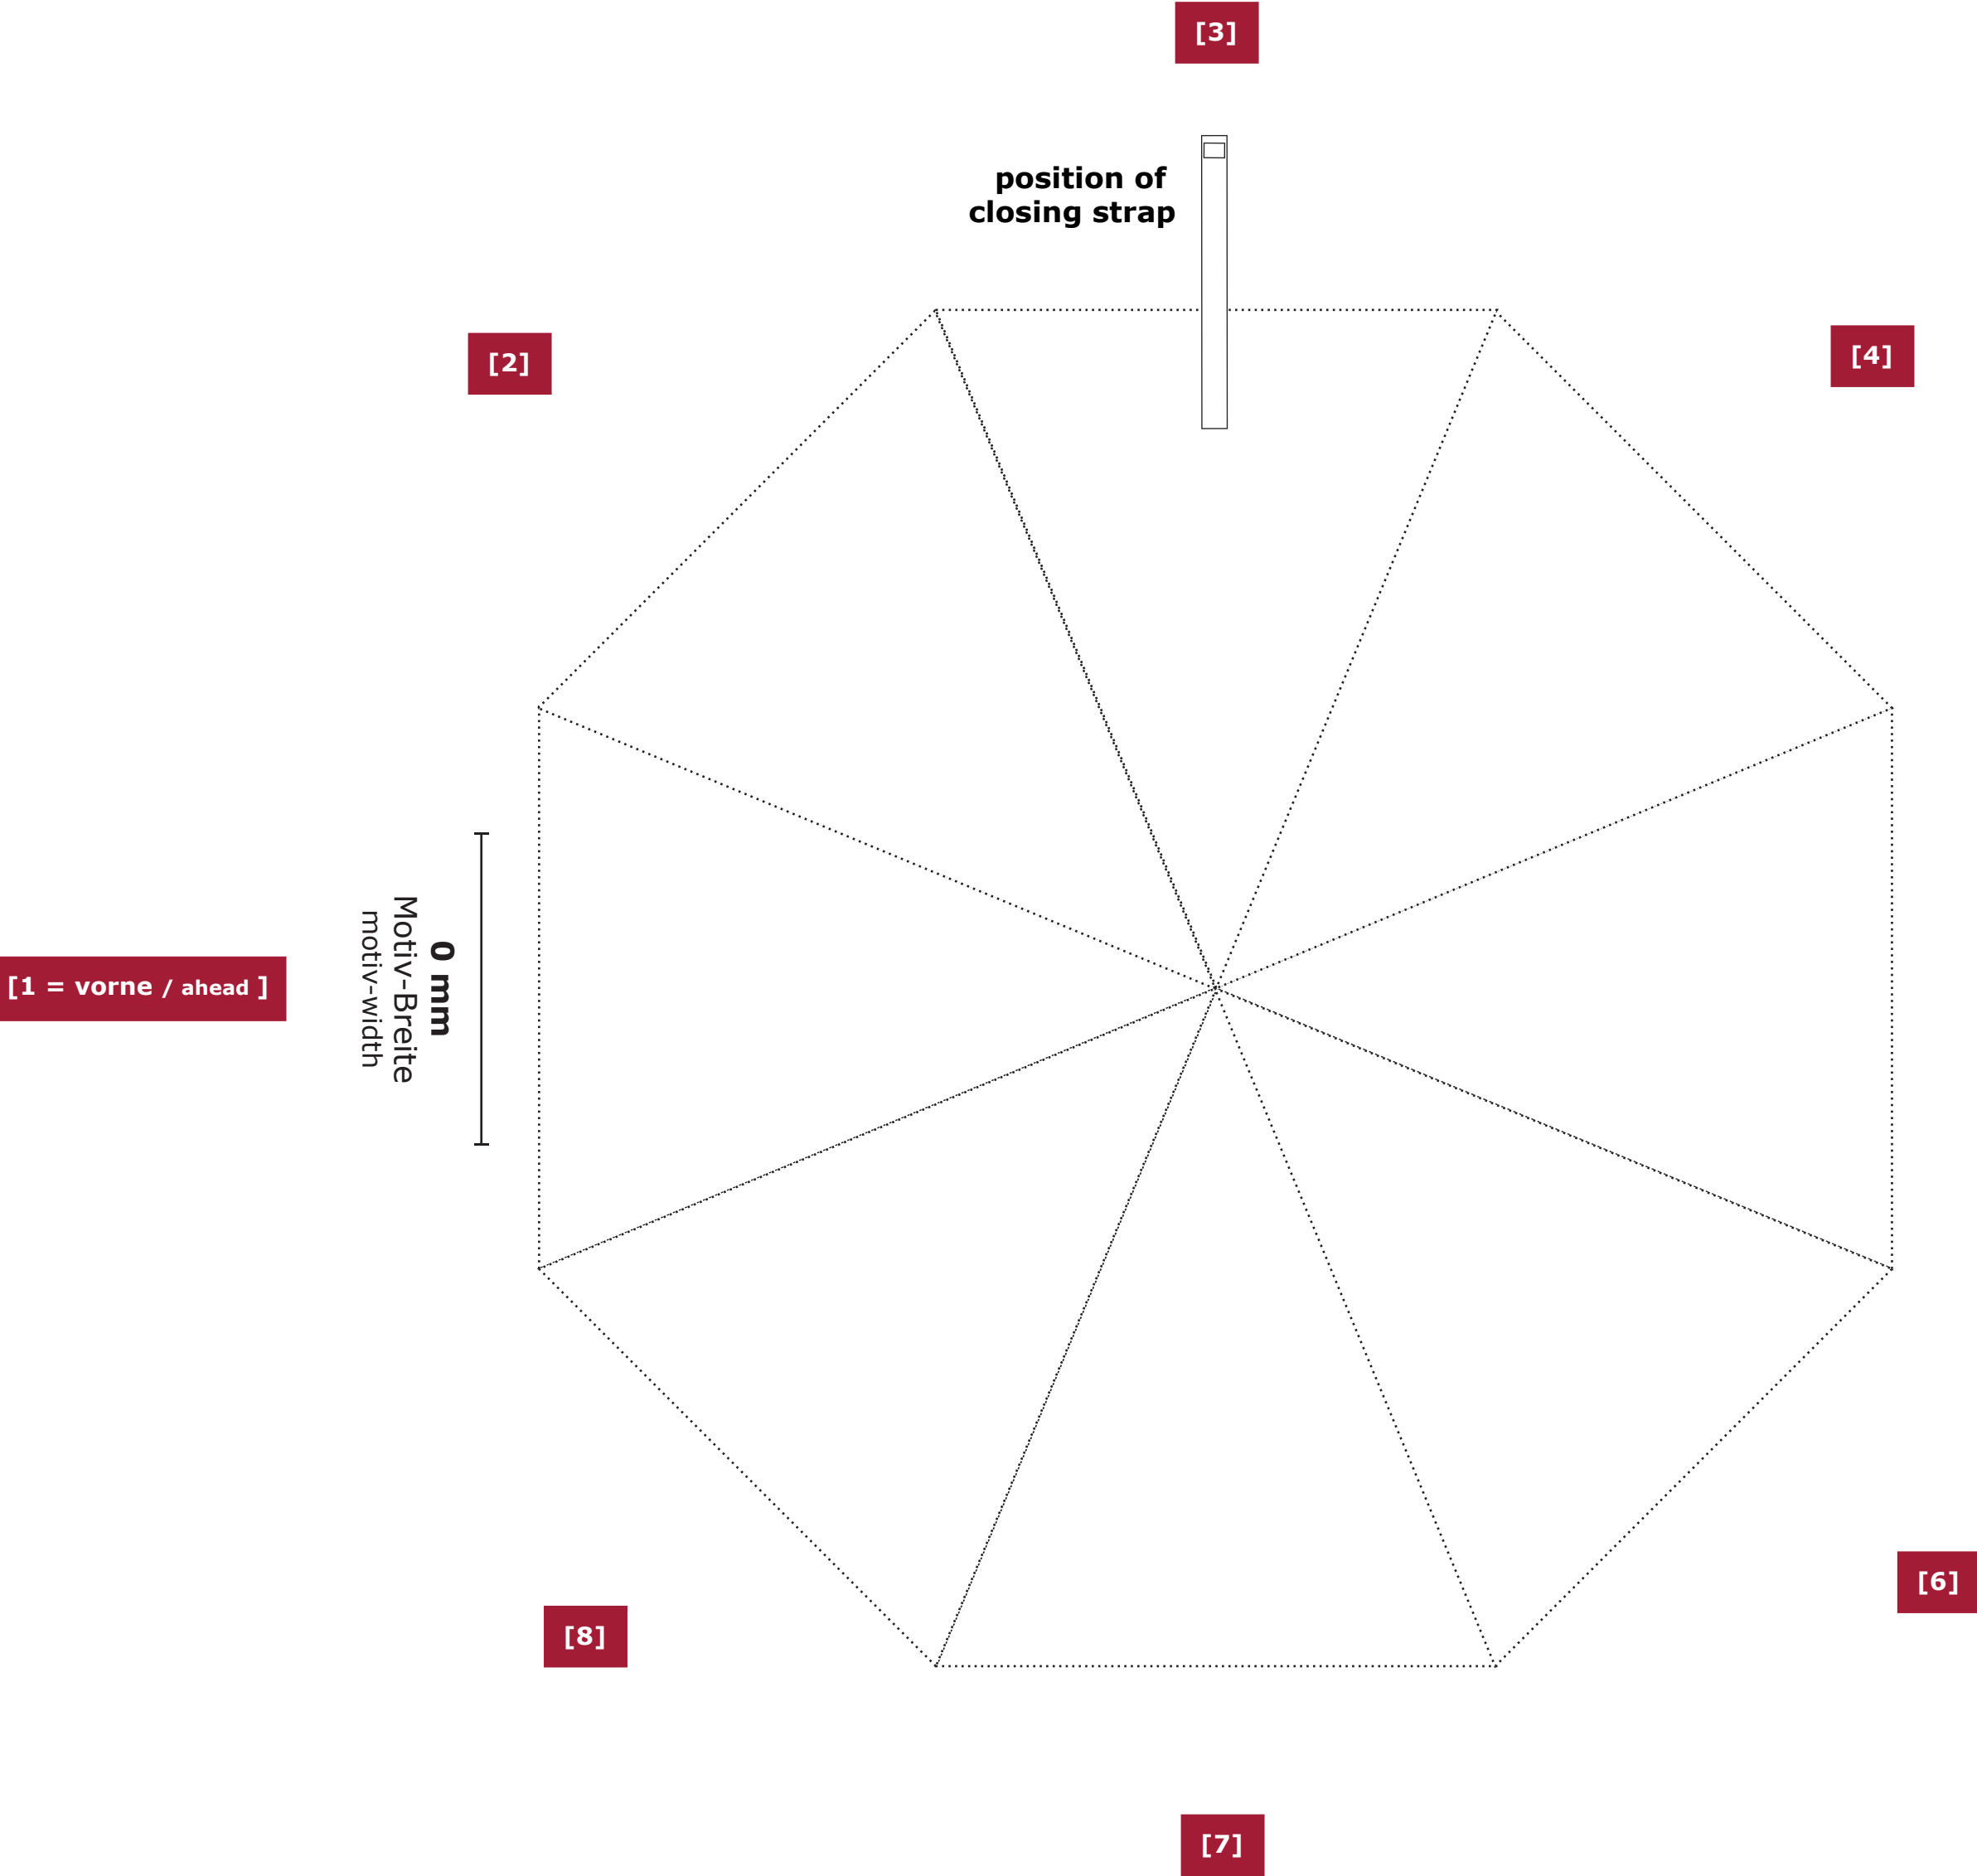 [3]
position of
closing strap
[2]
[4]
0 mm
Motiv-Breite
motiv-width
[1 = vorne / ahead ]
[6]
[8]
[7]